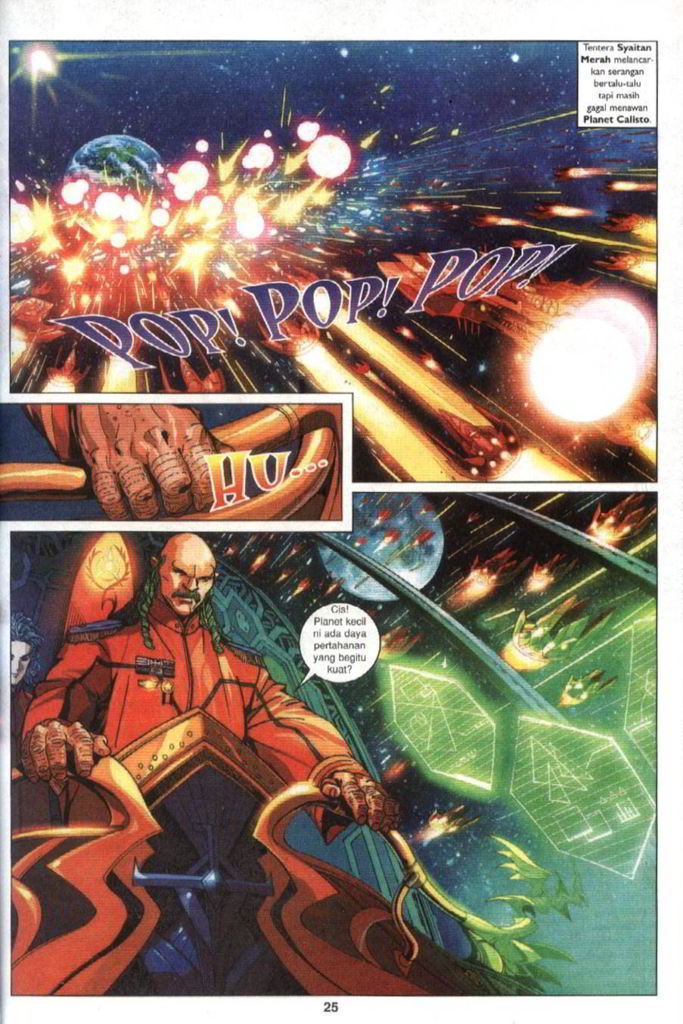 Tentera Syaitan
Merah melancar-
kan serangan
bertalu-talu
tapi masih
gagal menawan
Planet Calisto.
POP! POP! POP!
HU...
Cis!
Planet kecil
ni ada daya
pertahanan
yang begitu
kuat?
25